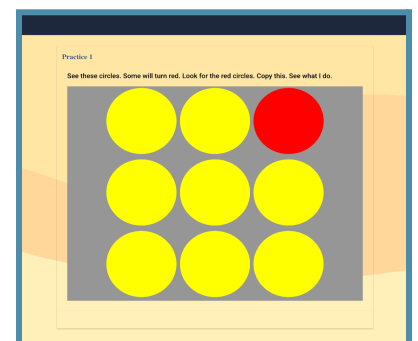 Practice 1
See these circles. Some will turn red. Look for the red circles. Copy this. See what I do.